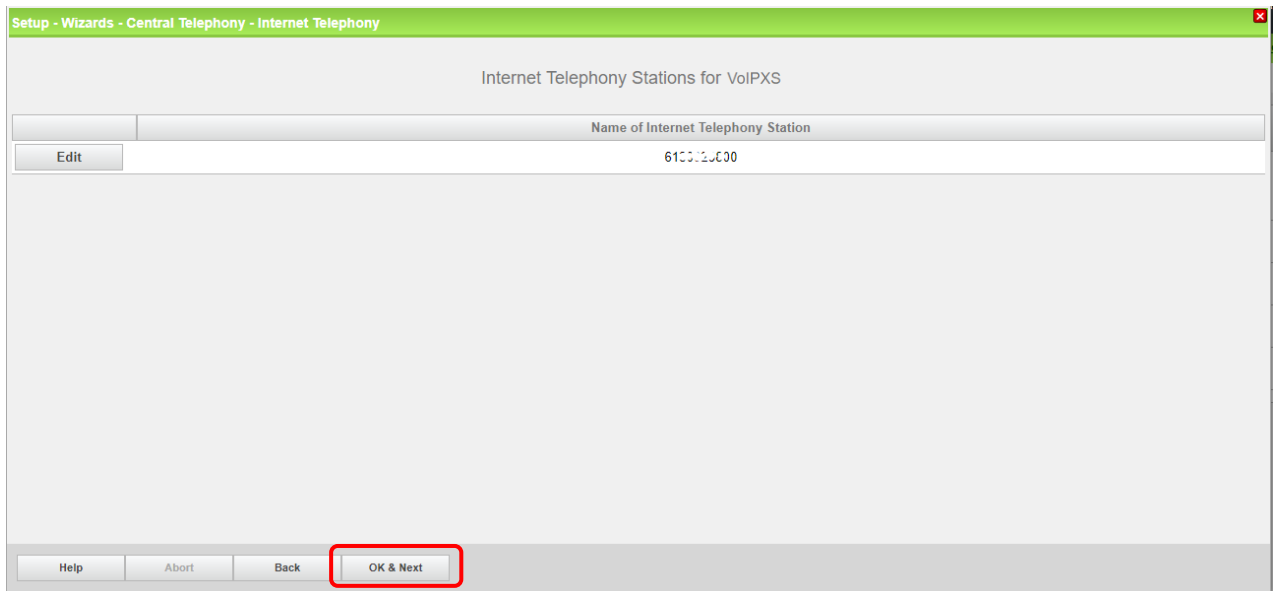 Setup - Wizards - Central Telephony - Internet Telephony
Internet Telephony Stations for VoIPXS
Name of Internet Telephony Station
Edit
Help Abort Back OK & Next